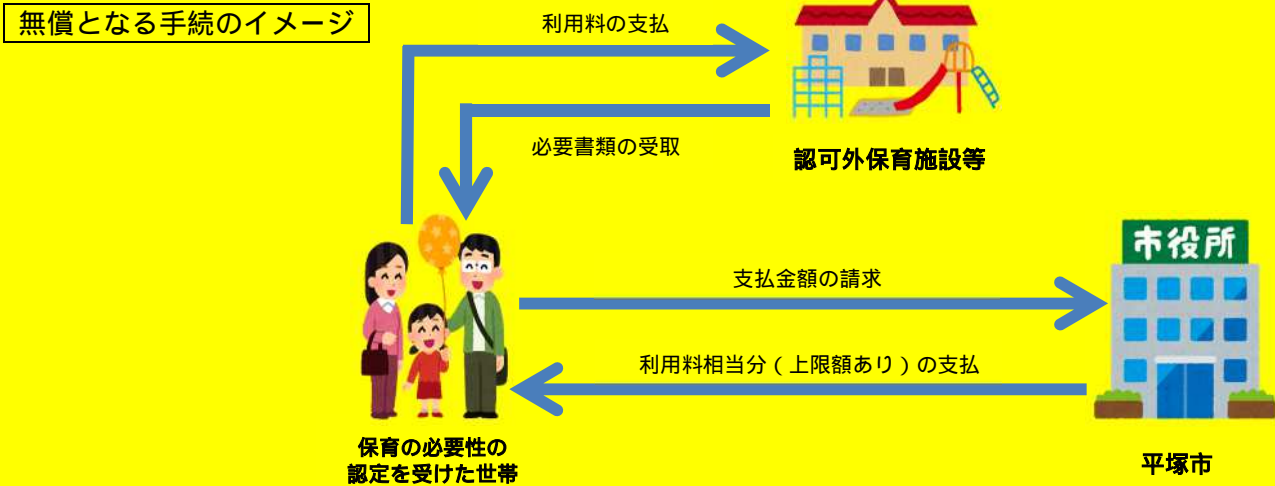 無償となる手続のイメージ
利用料の支払
必要書類の受取
認可外保育施設等
市役所
支払金額の請求
利用料相当分（上限額あり）の支払
保育の必要性の
認定を受けた世帯
平塚市